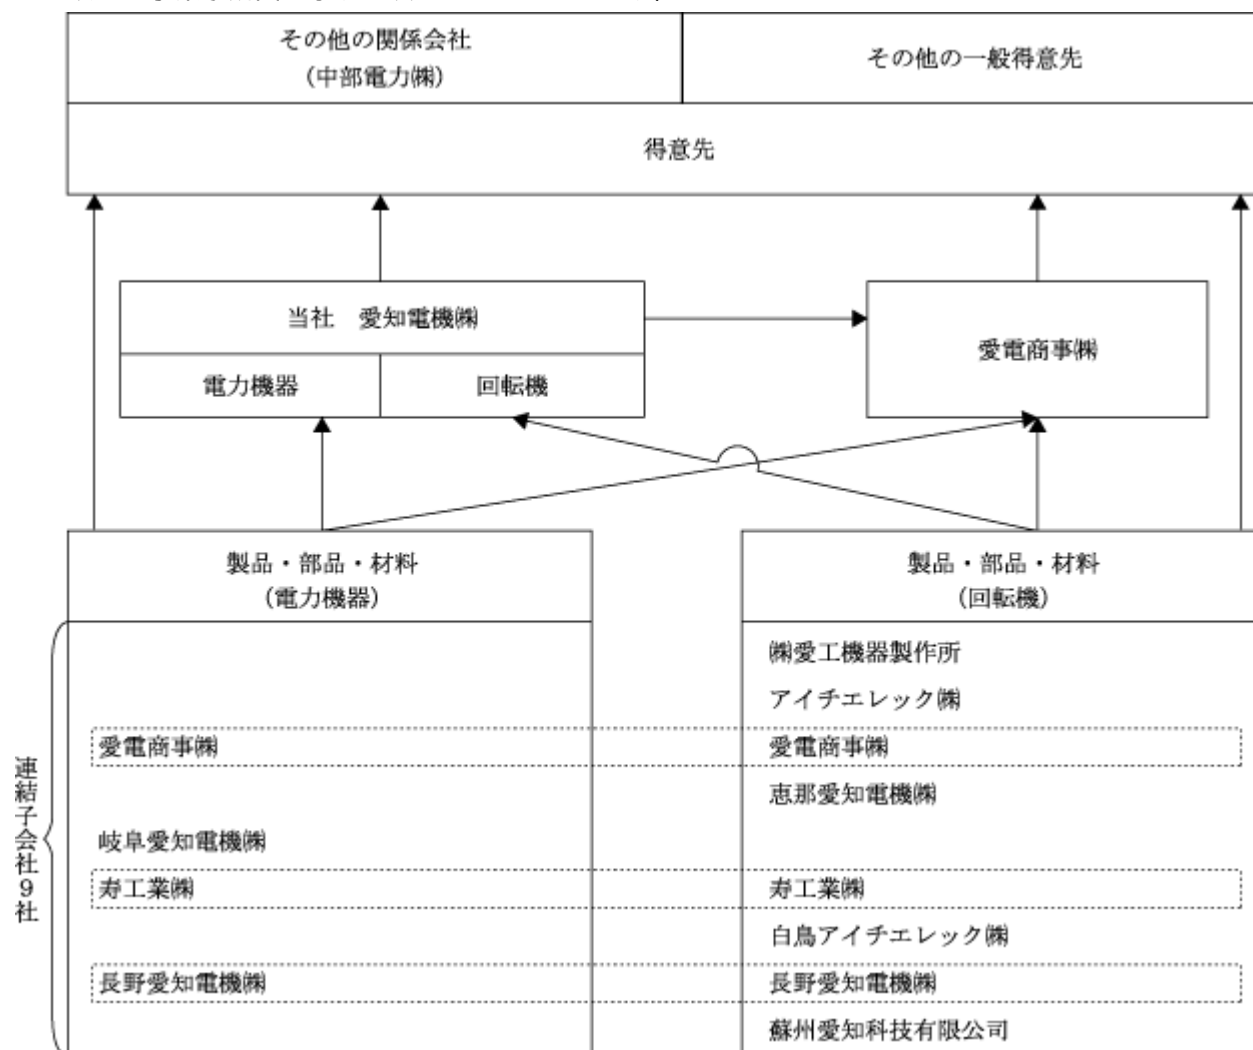 その他の関係会社
（中部電力㈱）
その他の一般得意先
得意先
当社　愛知電機㈱
電力機器
回転機
愛電商事㈱
製品・部品・材料
（電力機器）
製品・部品・材料
（回転機）
連結子会社９社
㈱愛工機器製作所
アイチエレック㈱
愛電商事㈱
愛電商事㈱
恵那愛知電機㈱
岐阜愛知電機㈱
寿工業㈱
寿工業㈱
白鳥アイチエレック㈱
長野愛知電機㈱
長野愛知電機㈱
蘇州愛知科技有限公司